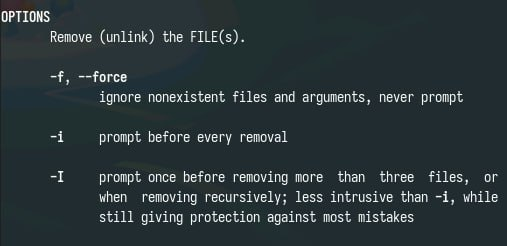 OPTIONS
Remove (unlink) the FILE(s).
-f, --force
ignore nonexistent files and arguments, never prompt
-i prompt before every removal
-I prompt once before removing more than three files, or
when removing recursively; less intrusive than -i, while
still giving protection against most mistakes